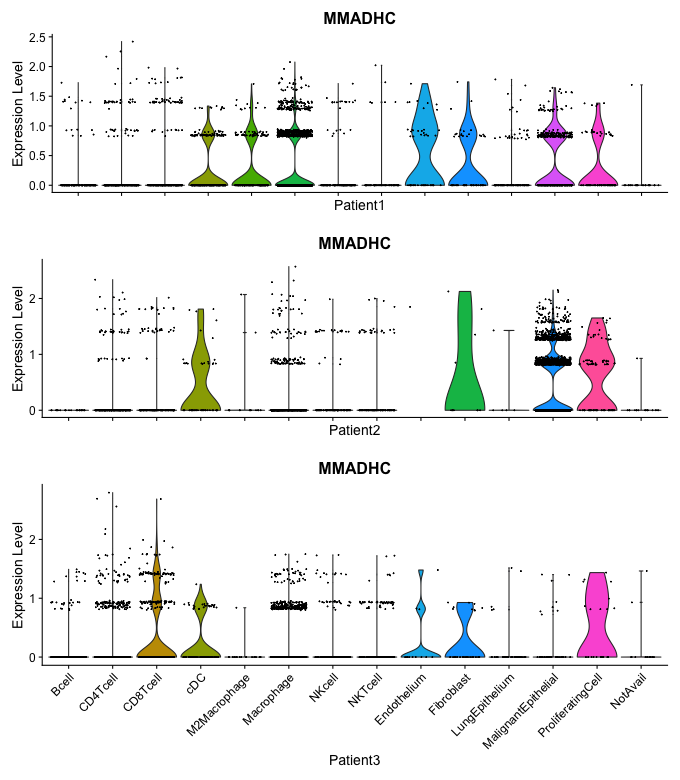 MMADHC
Expression Level
2.5
2.0
1.5
1.0
0.5
0.0
Patient1
MMADHC
Expression Level
2
1
0
Patient2
MMADHC
Expression Level
2
1
0
Bcell
CD4Tcell
CD8Tcell
cDC
M2Macrophage
Macrophage
NKcell
NKTcell
Endothelium
Fibroblast
LungEpithelium
MalignantEpithelial
ProliferatingCell
NotAvail
Patient3